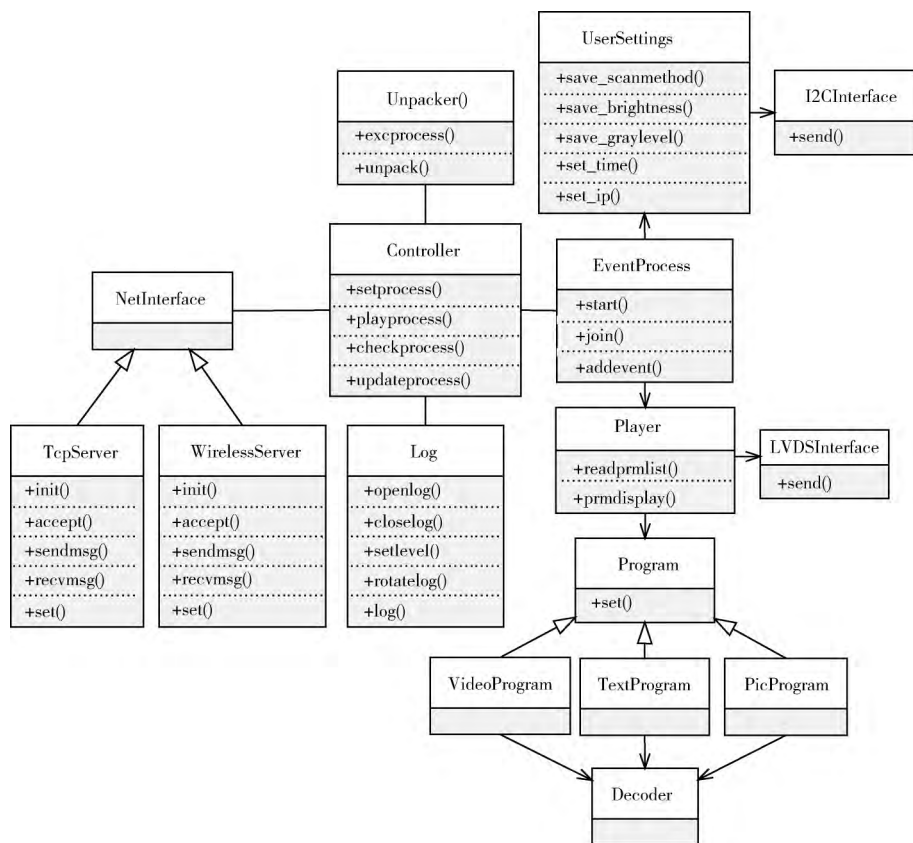 UserSettings
+save_scanmethod()
+save_brightness()
+save_graylevel()
+set_time()
+set_ip()
I2CInterface
+send()
Unpacker()
+excprocess()
+unpack()
Controller
+setprocess()
+playprocess()
+checkprocess()
+updateprocess()
EventProcess
+start()
+join()
+addevent()
NetInterface
TcpServer
+init()
+accept()
+sendmsg()
+recvmsg()
+set()
WirelessServer
+init()
+accept()
+sendmsg()
+recvmsg()
+set()
Log
+openlog()
+closelog()
+setlevel()
+rotatelog()
+log()
Player
+readprmlist()
+prmdisplay()
LVDSInterface
+send()
Program
+set()
VideoProgram
TextProgram
PicProgram
Decoder